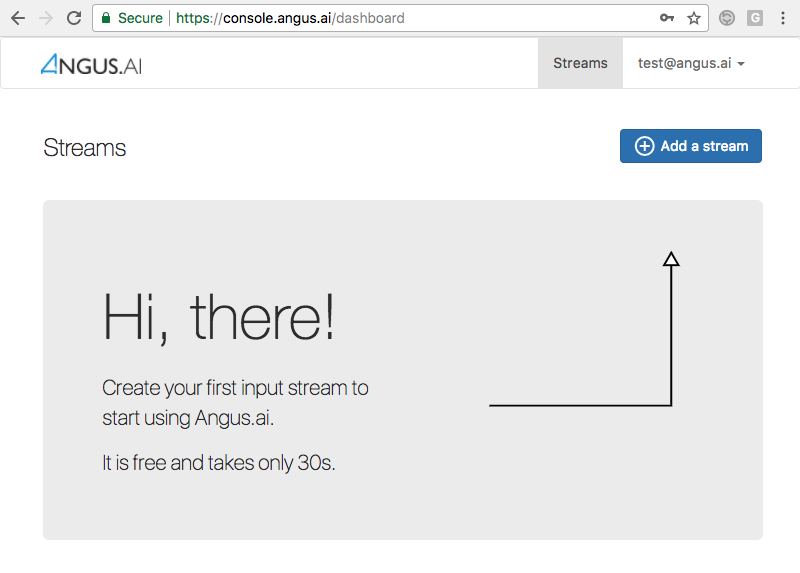 Secure https://console.angus.ai/dashboard
G
ANGUS.AI
Streams
test@angus.ai
Streams
Add a stream
Hi, there!
Create your first input stream to
start using Angus.ai.
It is free and takes only 30s.